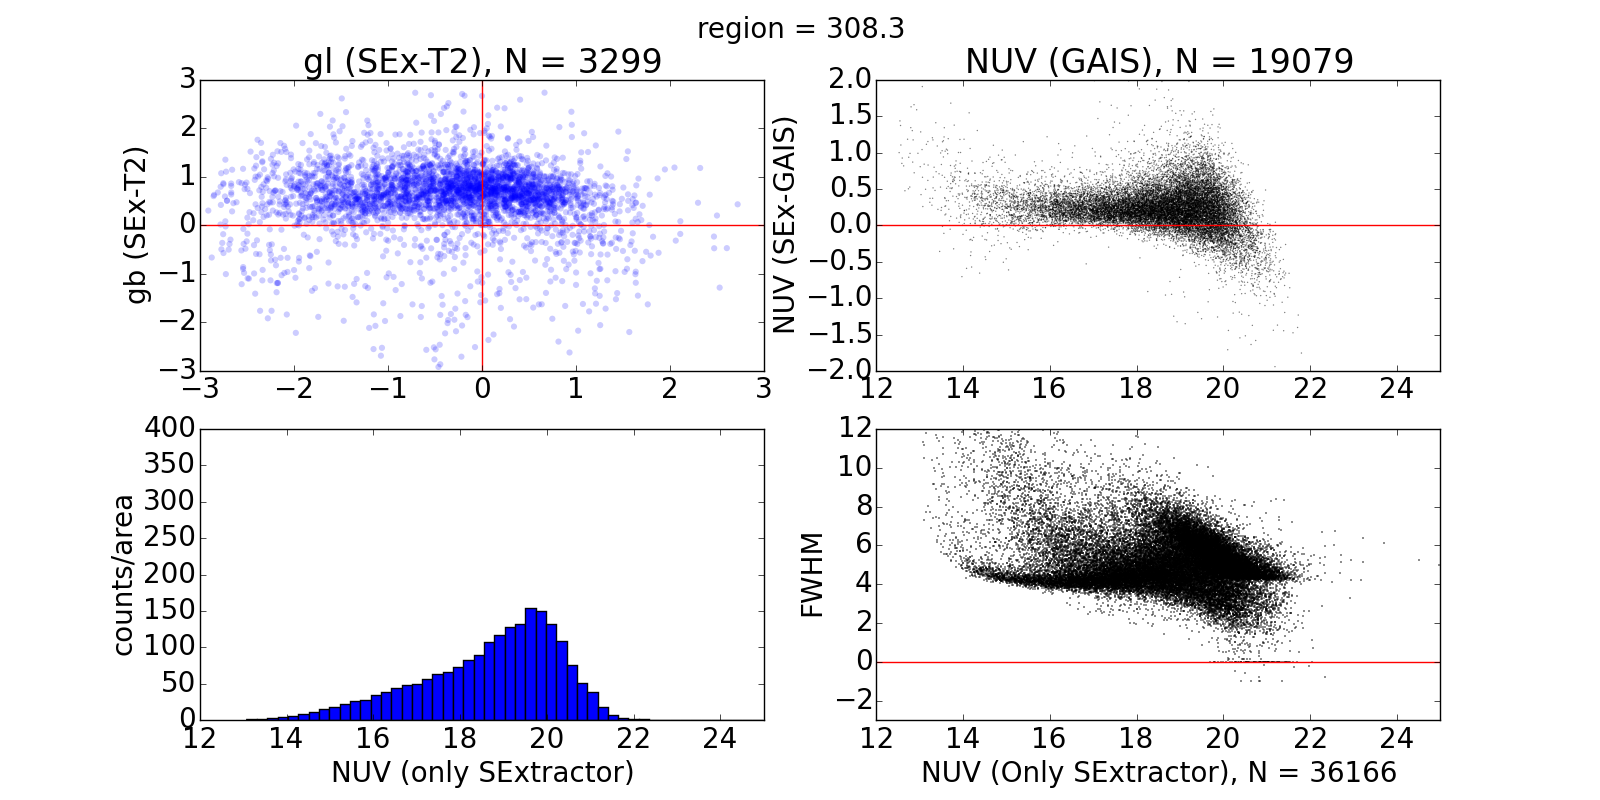 region = 308.3
gl (SEx-T2), N = 3299
NUV (GAIS), N = 19079
3
2
1
0
−1
−2
−3
gb (SEx-T2)
−3 −2 −1 0 1 2 3
2.0
1.5
1.0
0.5
0.0
−0.5
−1.0
−1.5
−2.0
NUV (SEx-GAIS)
12 14 16 18 20 22 24
400
350
300
250
200
150
100
50
0
counts/area
12 14 16 18 20 22 24
NUV (only SExtractor)
12
10
8
6
4
2
0
−2
FWHM
12 14 16 18 20 22 24
NUV (Only SExtractor), N = 36166